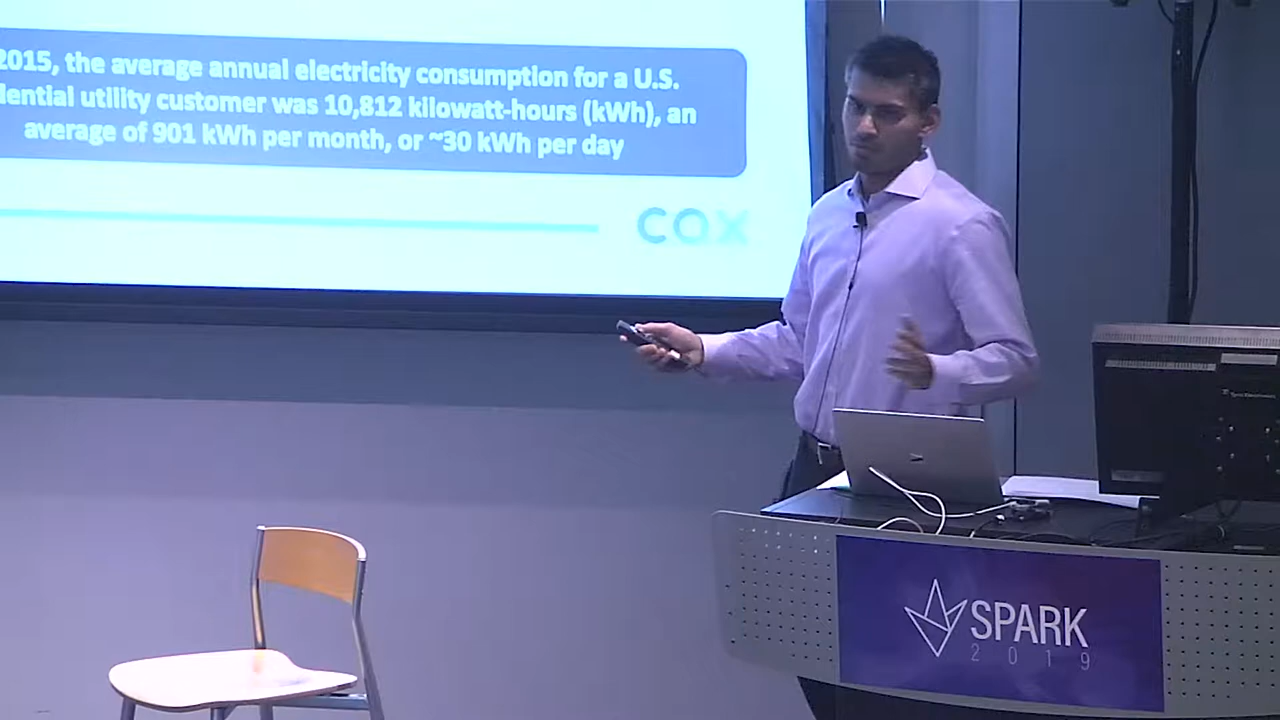 2015, the average annual electricity consumption for a U.S.
dential utility customer was 10,812 kilowatt-hours (kWh), an
average of 901 kWh per month, or ~30 kWh per day
cox
SPARK
2019